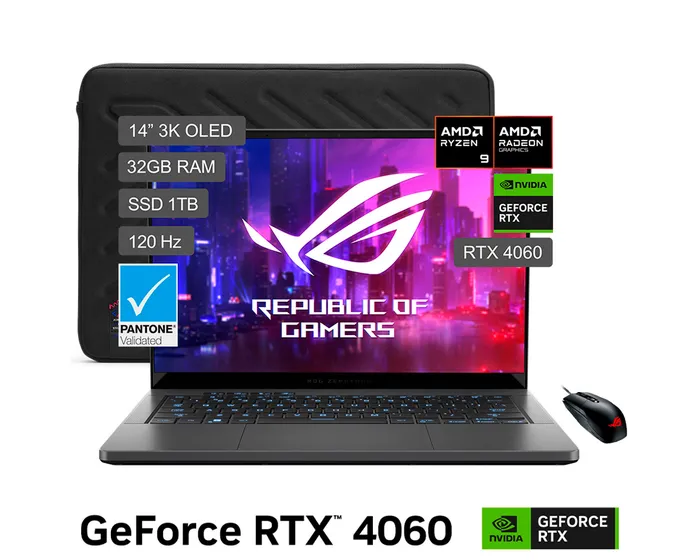 14” 3K OLED
32GB RAM
SSD 1TB
120 Hz
PANTONE®
Validated
AMD
RYZEN
9
AMD
RADEON
GRAPHICS
NVIDIA
GEFORCE
RTX
RTX 4060
REPUBLIC OF
GAMERS
GeForce RTX™ 4060
NVIDIA
GEFORCE
RTX